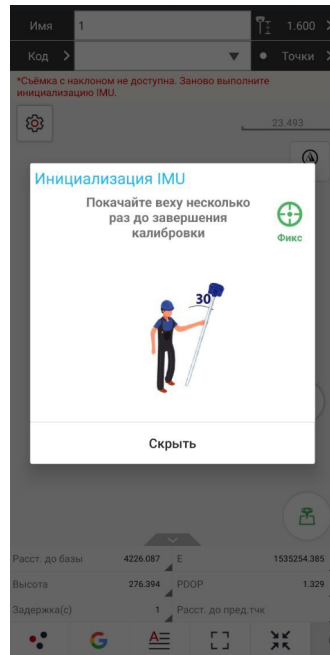 Имя 1 1.600
Код Точки
*Съёмка с наклоном не доступна. Заново выполните
инициализацию IMU.
23.493
Инициализация IMU
Покачайте веху несколько
раз до завершения
калибровки
Фикс
30
Скрыть
Расст. до базы 4226.087 E 1535254.385
Высота 276.394 PDOP 1.329
Задержка(с) 1 Расст. до пред.тчк
G A